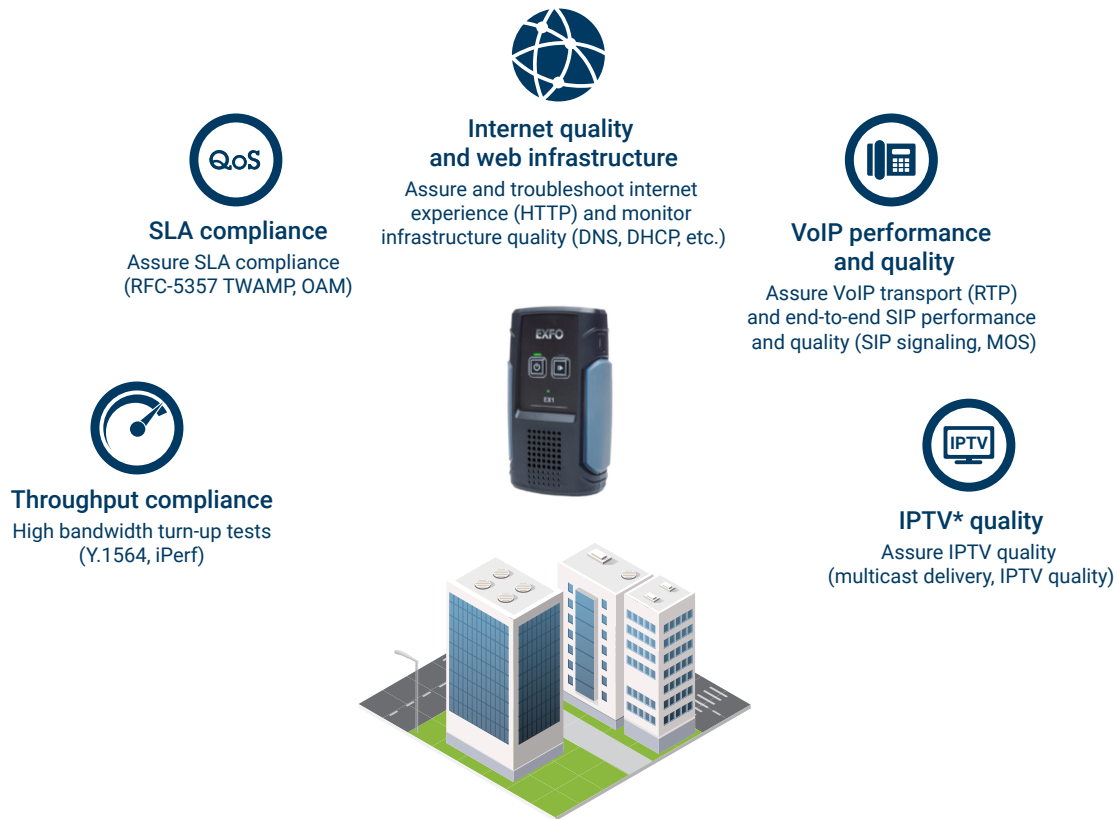 Internet quality
and web infrastructure
Assure and troubleshoot internet
experience (HTTP) and monitor
infrastructure quality (DNS, DHCP, etc.)
QoS
SLA compliance
Assure SLA compliance
(RFC-5357 TWAMP, OAM)
VoIP performance
and quality
Assure VoIP transport (RTP)
and end-to-end SIP performance
and quality (SIP signaling, MOS)
EXFO
EX1
Throughput compliance
High bandwidth turn-up tests
(Y.1564, iPerf)
IPTV
IPTV* quality
Assure IPTV quality
(multicast delivery, IPTV quality)